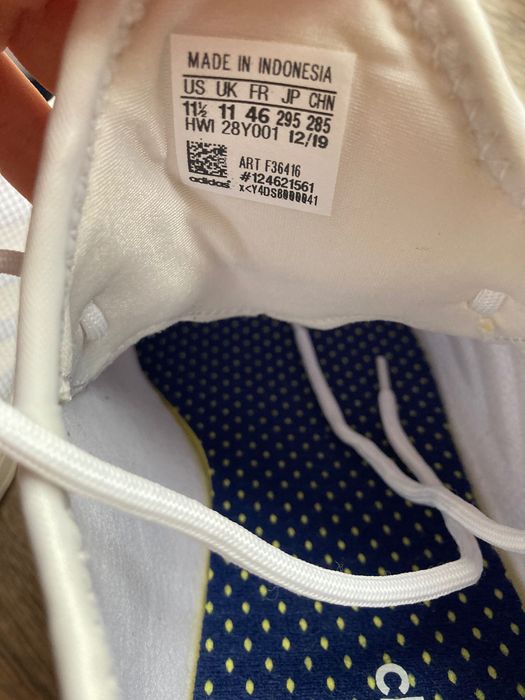 MADE IN INDONESIA
US UK FR JP CHN
11½ 11 46 295 285
HWI 28Y001 12/19
ART F36416
adidas #124621561